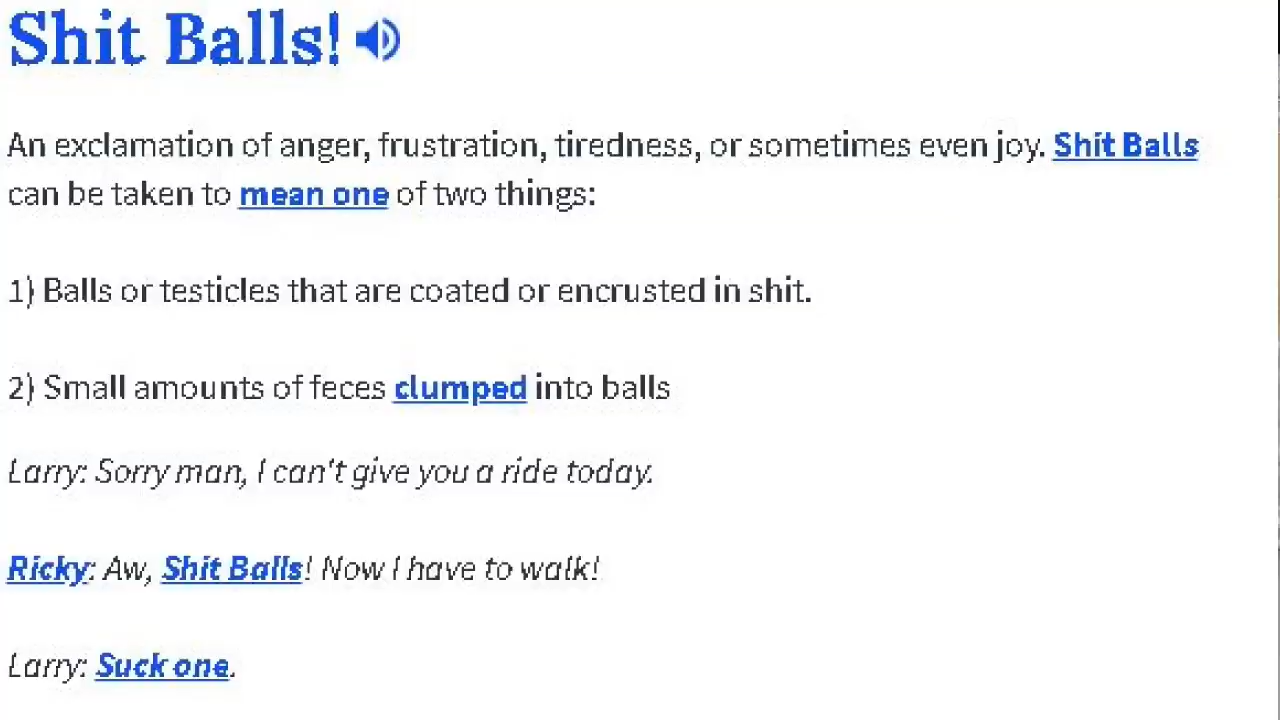 Shit Balls!
An exclamation of anger, frustration, tiredness, or sometimes even joy. Shit Balls
can be taken to mean one of two things:
1) Balls or testicles that are coated or encrusted in shit.
2) Small amounts of feces clumped into balls
Larry: Sorry man, I can't give you a ride today.
Ricky: Aw, Shit Balls! Now I have to walk!
Larry: Suck one.